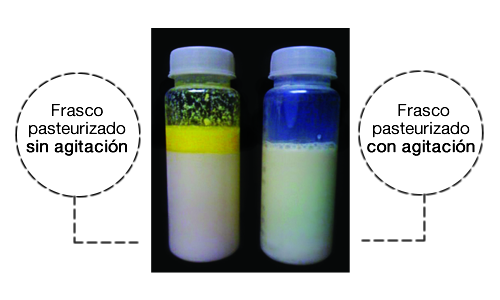 Frasco
pasteurizado
sin agitación
Frasco
pasteurizado
con agitación